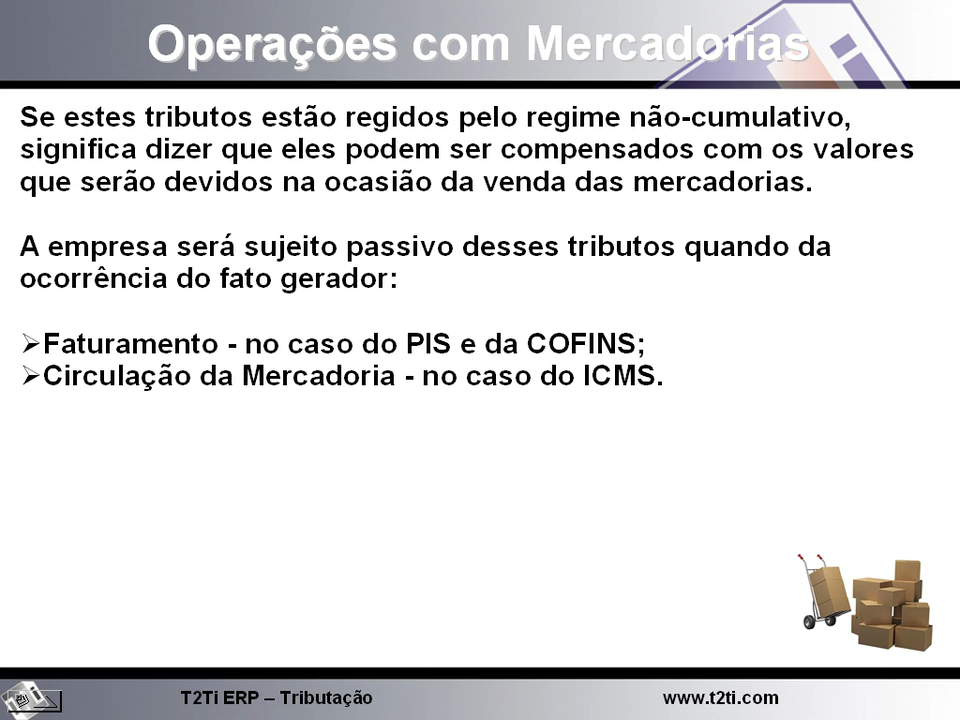 Operações com Mercadorias
Se estes tributos estão regidos pelo regime não-cumulativo,
significa dizer que eles podem ser compensados com os valores
que serão devidos na ocasião da venda das mercadorias.
A empresa será sujeito passivo desses tributos quando da
ocorrência do fato gerador:
➢Faturamento - no caso do PIS e da COFINS;
➢Circulação da Mercadoria - no caso do ICMS.
T2Ti ERP – Tributação
www.t2ti.com